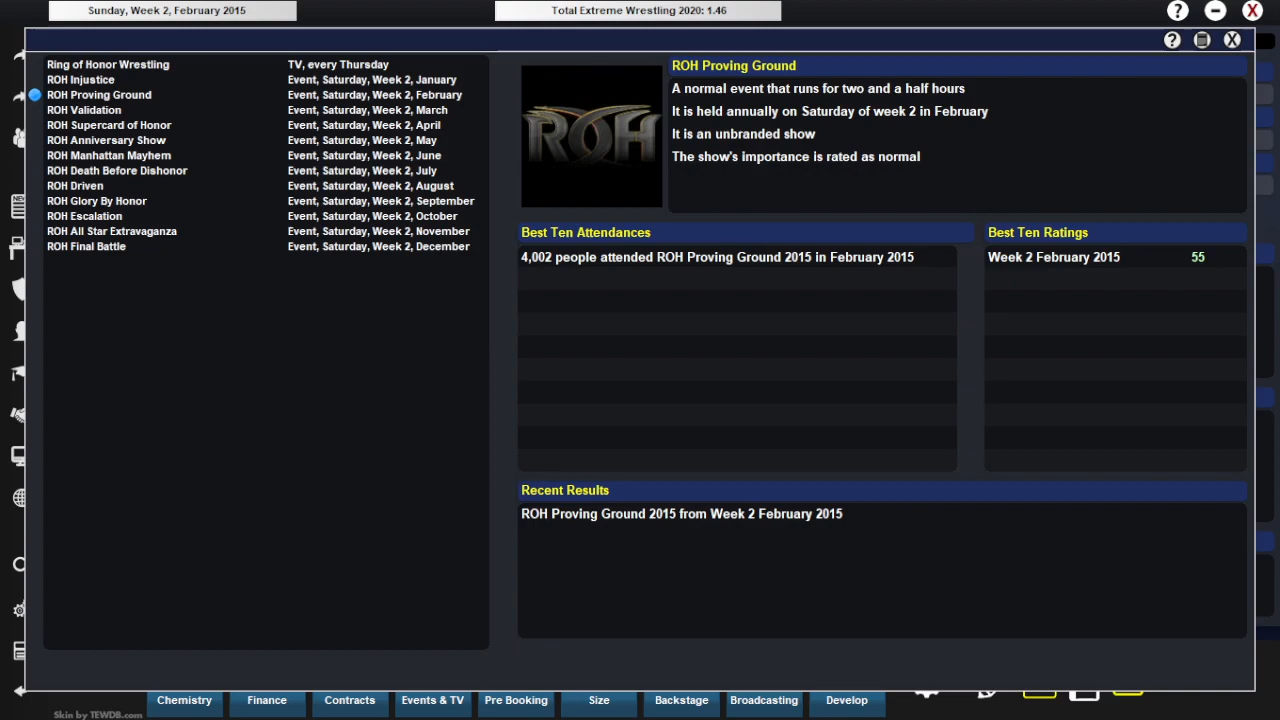 Sunday, Week 2, February 2015
Total Extreme Wrestling 2020: 1.46
Ring of Honor Wrestling TV, every Thursday
ROH Injustice Event, Saturday, Week 2, January
ROH Proving Ground Event, Saturday, Week 2, February
ROH Validation Event, Saturday, Week 2, March
ROH Supercard of Honor Event, Saturday, Week 2, April
ROH Anniversary Show Event, Saturday, Week 2, May
ROH Manhattan Mayhem Event, Saturday, Week 2, June
ROH Death Before Dishonor Event, Saturday, Week 2, July
ROH Driven Event, Saturday, Week 2, August
ROH Glory By Honor Event, Saturday, Week 2, September
ROH Escalation Event, Saturday, Week 2, October
ROH All Star Extravaganza Event, Saturday, Week 2, November
ROH Final Battle Event, Saturday, Week 2, December
ROH
ROH Proving Ground
A normal event that runs for two and a half hours
It is held annually on Saturday of week 2 in February
It is an unbranded show
The show's importance is rated as normal
Best Ten Attendances
4,002 people attended ROH Proving Ground 2015 in February 2015
Best Ten Ratings
Week 2 February 2015 55
Recent Results
ROH Proving Ground 2015 from Week 2 February 2015
Chemistry Finance Contracts Events & TV Pre Booking Size Backstage Broadcasting Develop
Skin by TEWDB.com